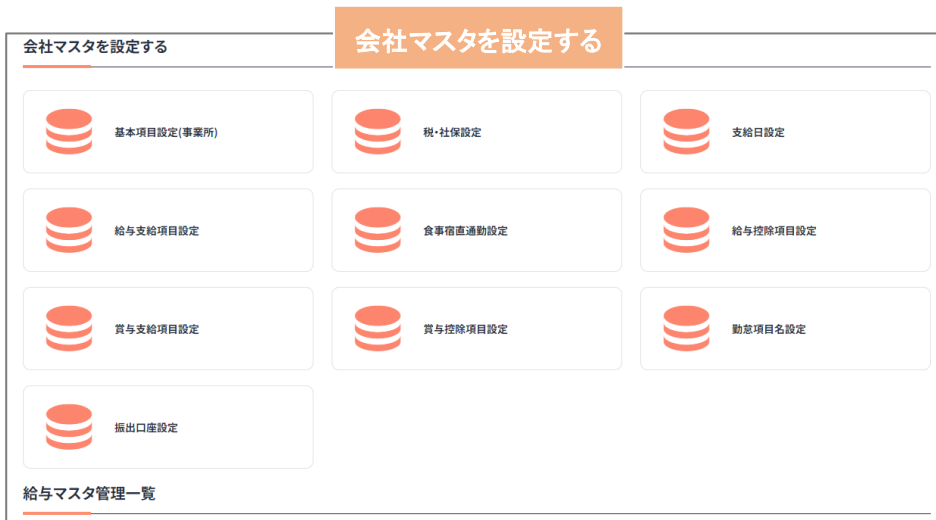 会社マスタを設定する
会社マスタを設定する
基本項目設定(事業所)
税・社保設定
支給日設定
給与支給項目設定
食事宿直通勤設定
給与控除項目設定
賞与支給項目設定
賞与控除項目設定
勤怠項目名設定
振出口座設定
給与マスタ管理一覧